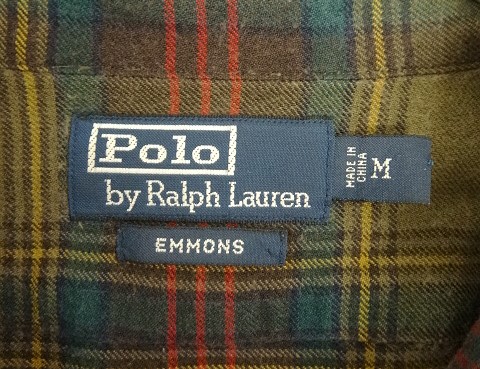 Polo
by Ralph Lauren
MADE IN
CHINA
M
EMMONS